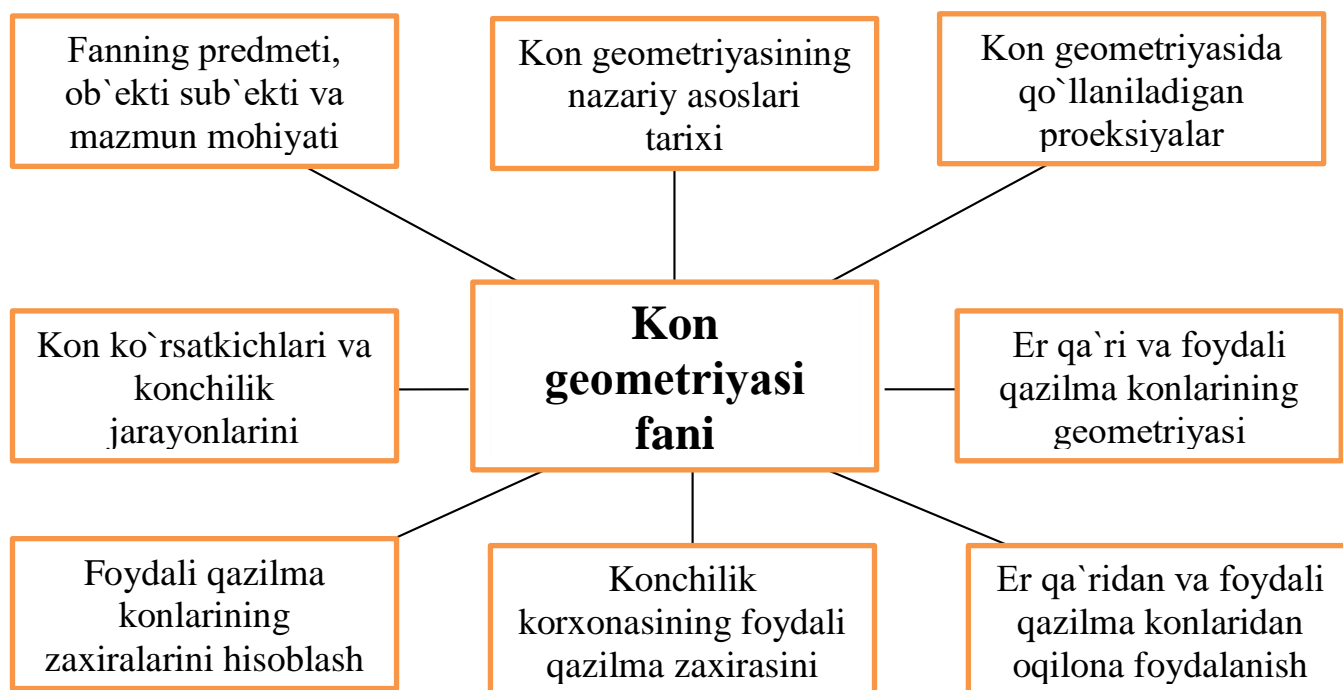 Fanning predmeti,
ob`ekti sub`ekti va
mazmun mohiyati
Kon geometriyasining
nazariy asoslari
tarixi
Kon geometriyasida
qo`llaniladigan
proeksiyalar
Kon ko`rsatkichlari va
konchilik
jarayonlarini
Kon
geometriyasi
fani
Er qa`ri va foydali
qazilma konlarining
geometriyasi
Foydali qazilma
konlarining
zaxiralarini hisoblash
Konchilik
korxonasining foydali
qazilma zaxirasini
Er qa`ridan va foydali
qazilma konlaridan
oqilona foydalanish